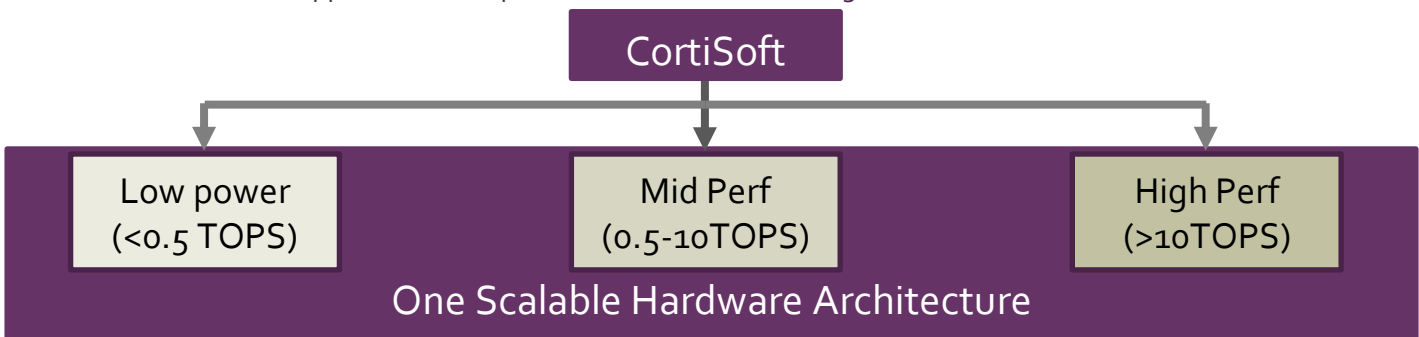 CortiSoft
Low power
(<0.5 TOPS)
Mid Perf
(0.5-10TOPS)
High Perf
(>10TOPS)
One Scalable Hardware Architecture